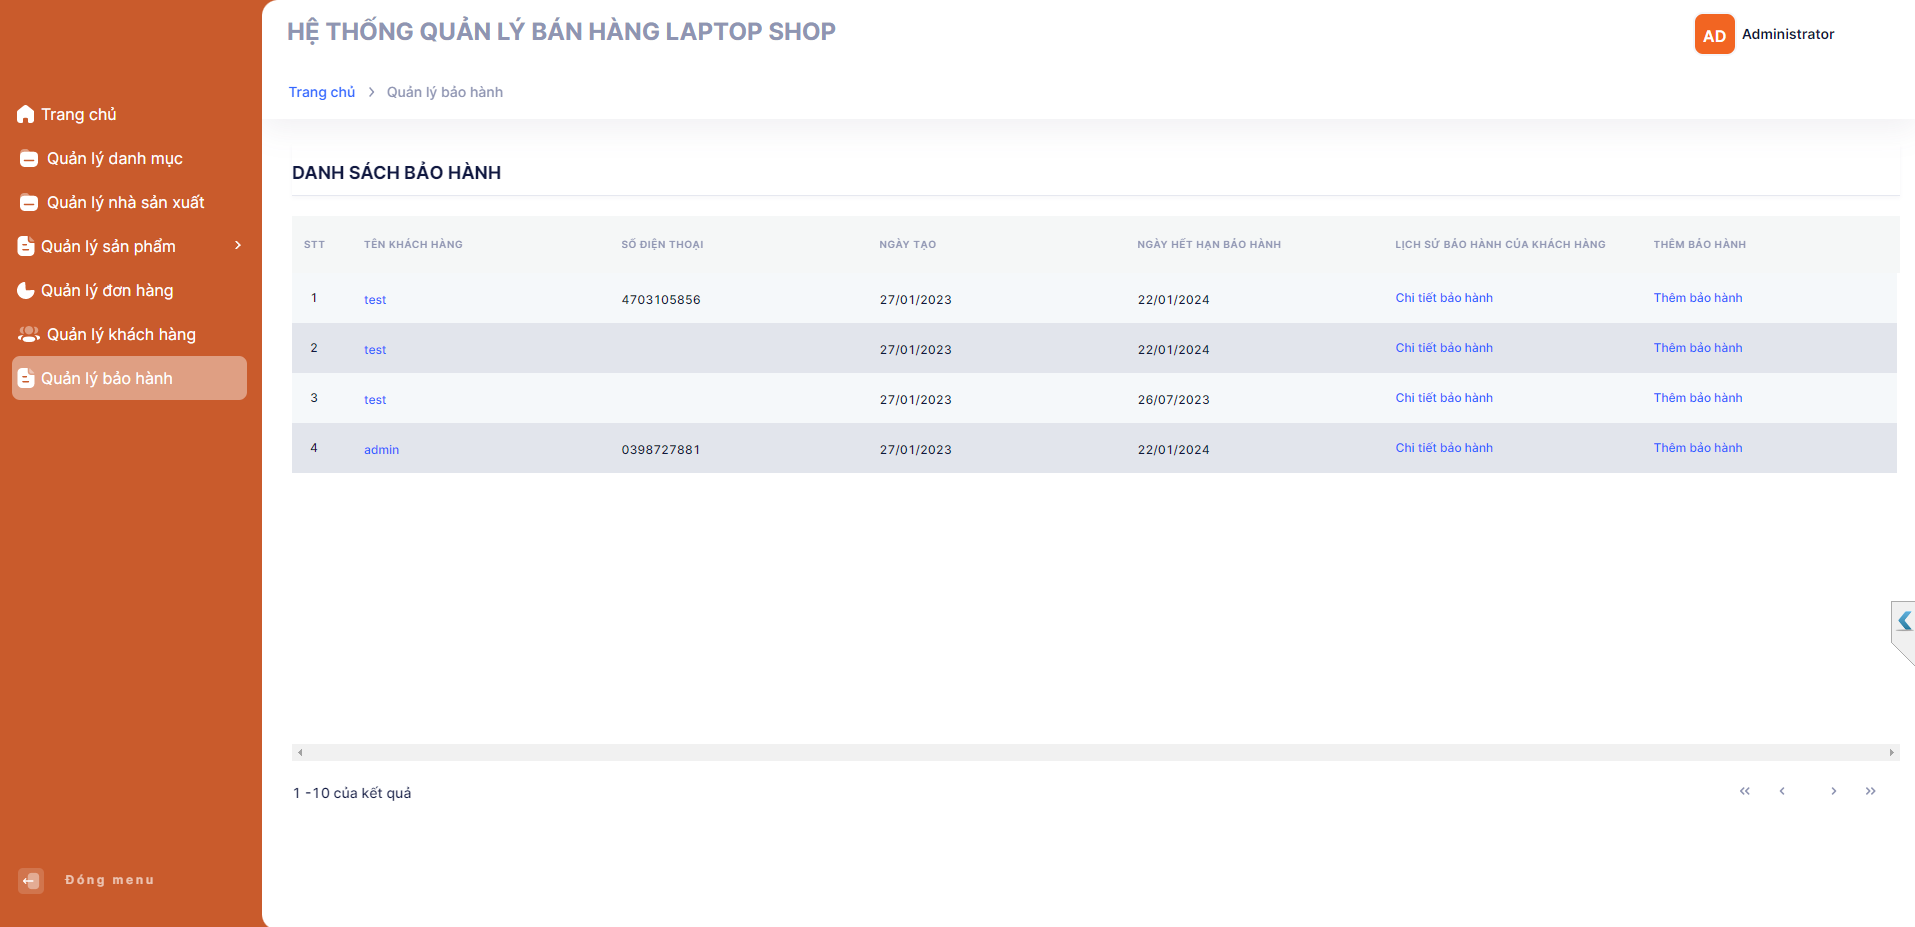 HỆ THỐNG QUẢN LÝ BÁN HÀNG LAPTOP SHOP
AD Administrator
Trang chủ > Quản lý bảo hành
Trang chủ
Quản lý danh mục
Quản lý nhà sản xuất
Quản lý sản phẩm
Quản lý đơn hàng
Quản lý khách hàng
Quản lý bảo hành
Đóng menu
DANH SÁCH BẢO HÀNH
STT TÊN KHÁCH HÀNG SỐ ĐIỆN THOẠI NGÀY TẠO NGÀY HẾT HẠN BẢO HÀNH LỊCH SỬ BẢO HÀNH CỦA KHÁCH HÀNG THÊM BẢO HÀNH
1 test 4703105856 27/01/2023 22/01/2024 Chi tiết bảo hành Thêm bảo hành
2 test 27/01/2023 22/01/2024 Chi tiết bảo hành Thêm bảo hành
3 test 27/01/2023 26/07/2023 Chi tiết bảo hành Thêm bảo hành
4 admin 0398727881 27/01/2023 22/01/2024 Chi tiết bảo hành Thêm bảo hành
1 -10 của kết quả